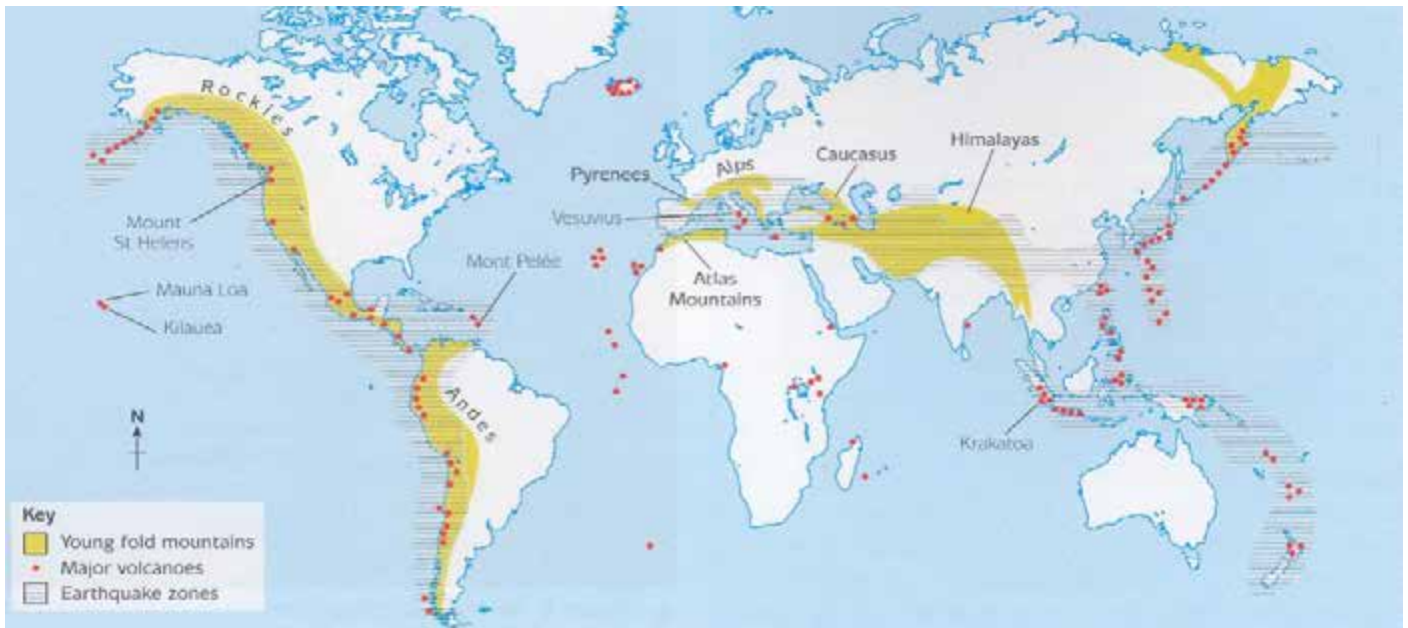 Rockies
Himalayas
Caucasus
Alps
Pyrenees
Mount
St Helens
Vesuvius
Mont Pelée
Atlas
Mountains
Mauna Loa
Kilauea
N
Andes
Krakatoa
Key
Young fold mountains
Major volcanoes
Earthquake zones